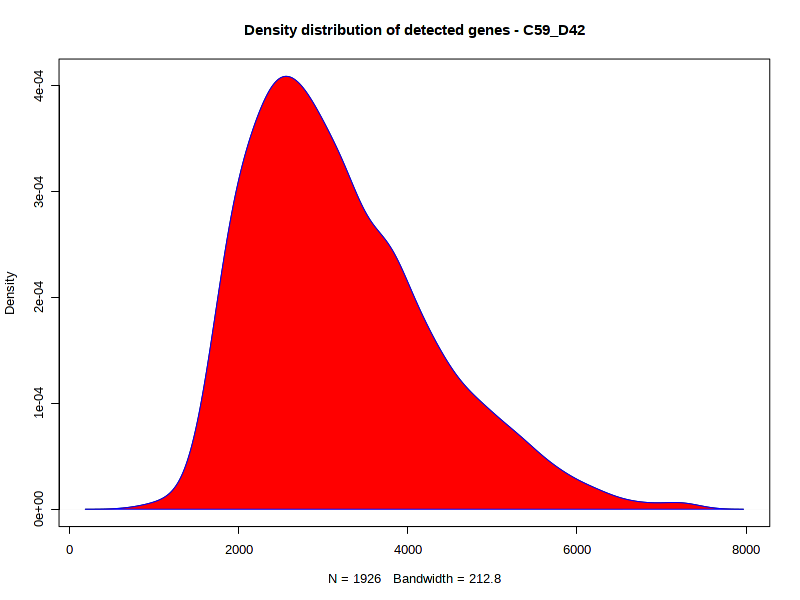 Density distribution of detected genes - C59_D42
Density
4e-04
3e-04
2e-04
1e-04
0e+00
0 2000 4000 6000 8000
N = 1926 Bandwidth = 212.8